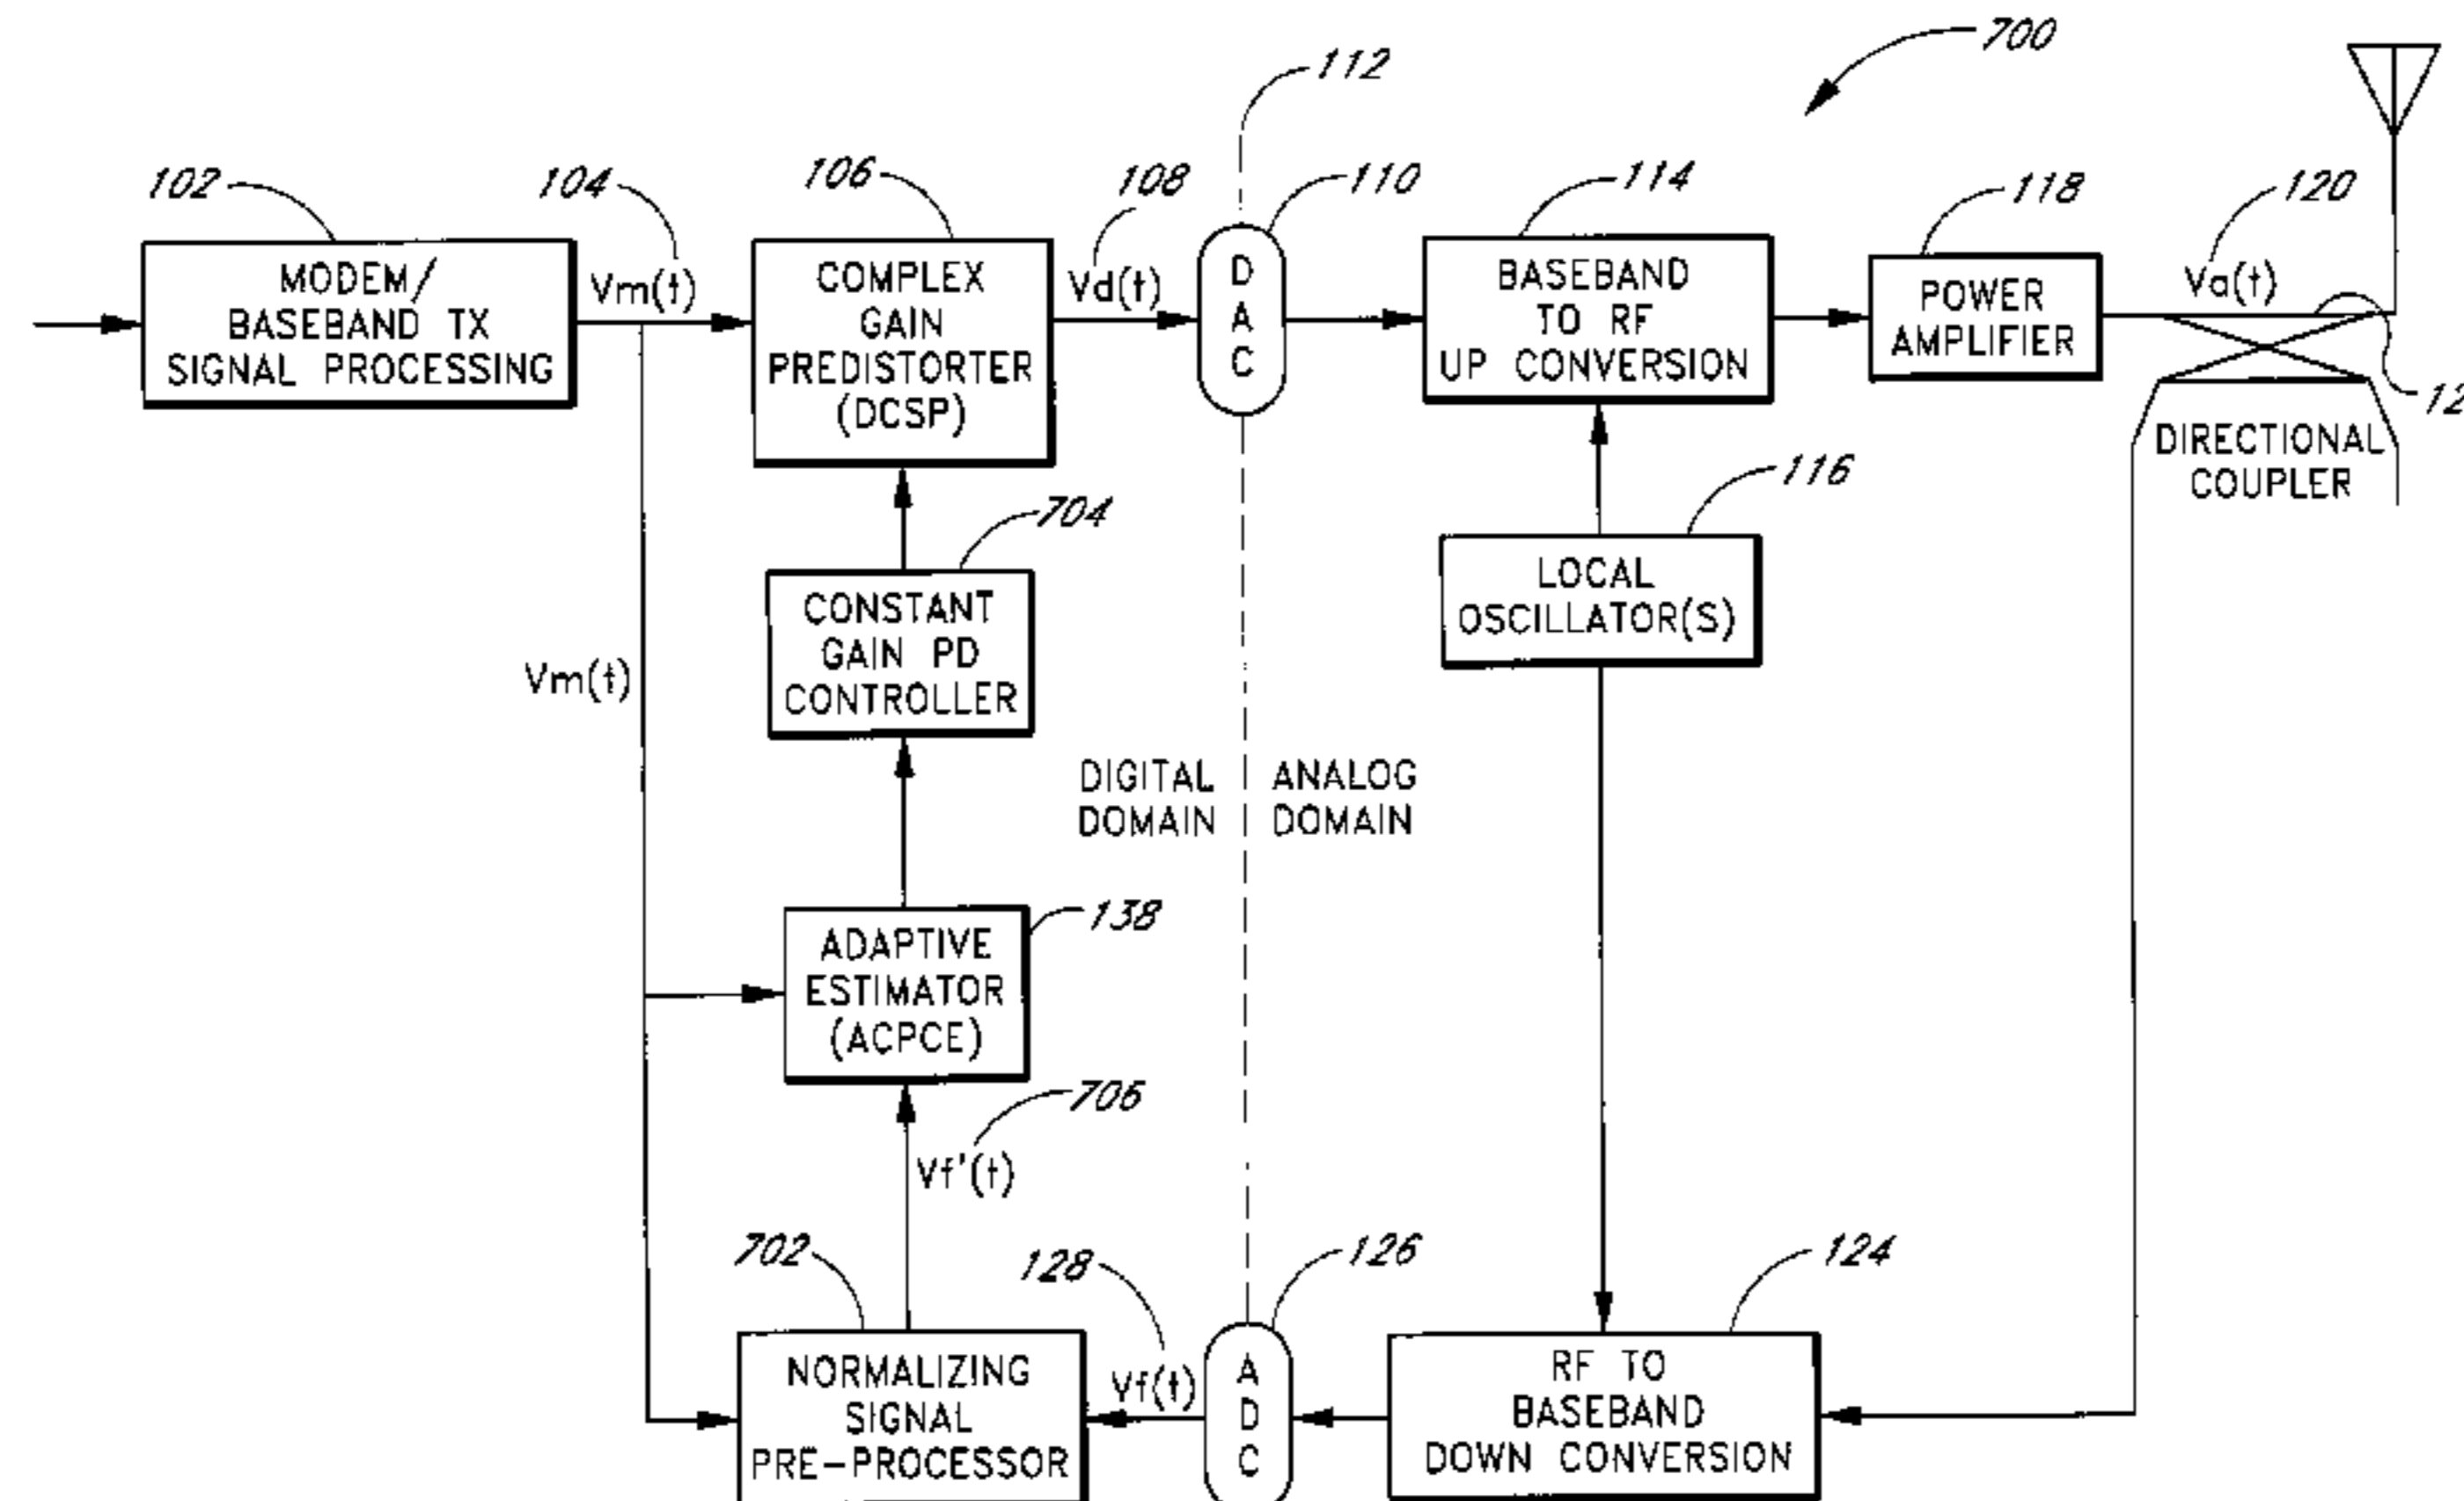 700
112
102
104
106
108
110
114
118
120
MODEM/
BASEBAND TX
SIGNAL PROCESSING
Vm(t)
COMPLEX
GAIN
PREDISTORTER
(DCSP)
Vd(t)
D
A
C
BASEBAND
TO RF
UP CONVERSION
POWER
AMPLIFIER
Va(t)
12
DIRECTIONAL
COUPLER
116
704
LOCAL
OSCILLATOR(S)
CONSTANT
GAIN PD
CONTROLLER
Vm(t)
DIGITAL
DOMAIN
ANALOG
DOMAIN
138
ADAPTIVE
ESTIMATOR
(ACPCE)
706
Vf'(t)
702
128
126
124
NORMALIZING
SIGNAL
PRE-PROCESSOR
Vf(t)
A
D
C
RF TO
BASEBAND
DOWN CONVERSION